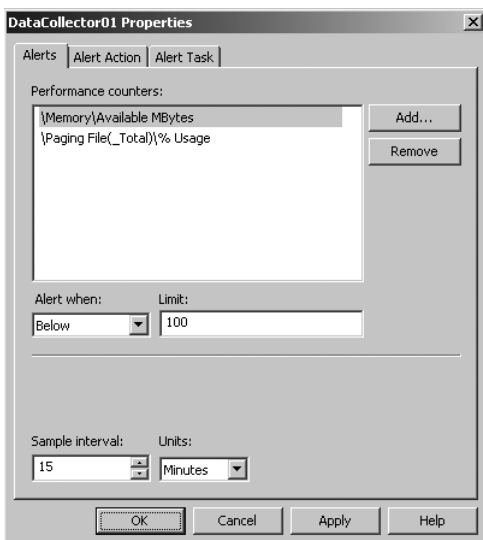 DataCollector01 Properties
Alerts Alert Action Alert Task
Performance counters:
\Memory\Available MBytes
\Paging File(_Total)\% Usage
Add...
Remove
Alert when: Limit:
Below 100
Sample interval: Units:
15 Minutes
OK Cancel Apply Help